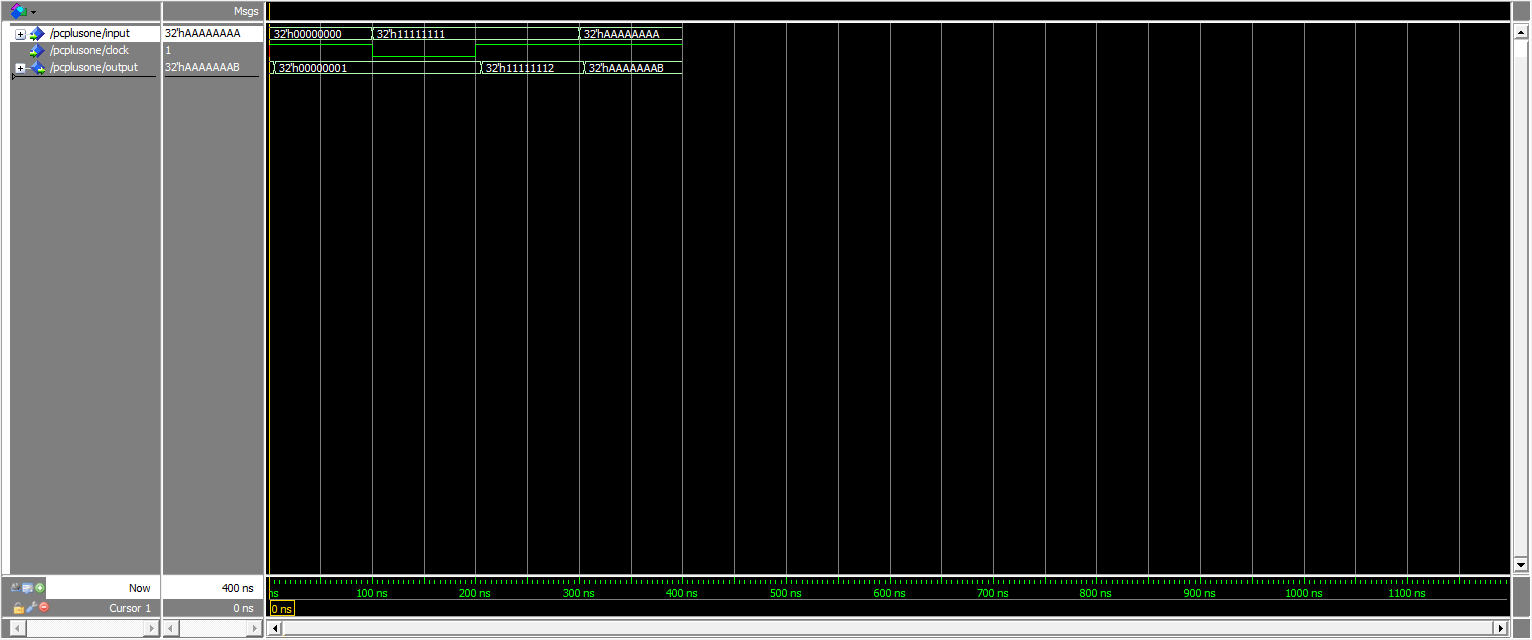 Msgs
/pcplusone/input 32'hAAAAAAAA 32'h00000000 32'h11111111 32'hAAAAAAAA
/pcplusone/clock 1
/pcplusone/output 32'hAAAAAAAB 32'h00000001 32'h11111112 32'hAAAAAAAB
Now 400 ns ns 100 ns 200 ns 300 ns 400 ns 500 ns 600 ns 700 ns 800 ns 900 ns 1000 ns 1100 ns
Cursor 1 0 ns 0 ns